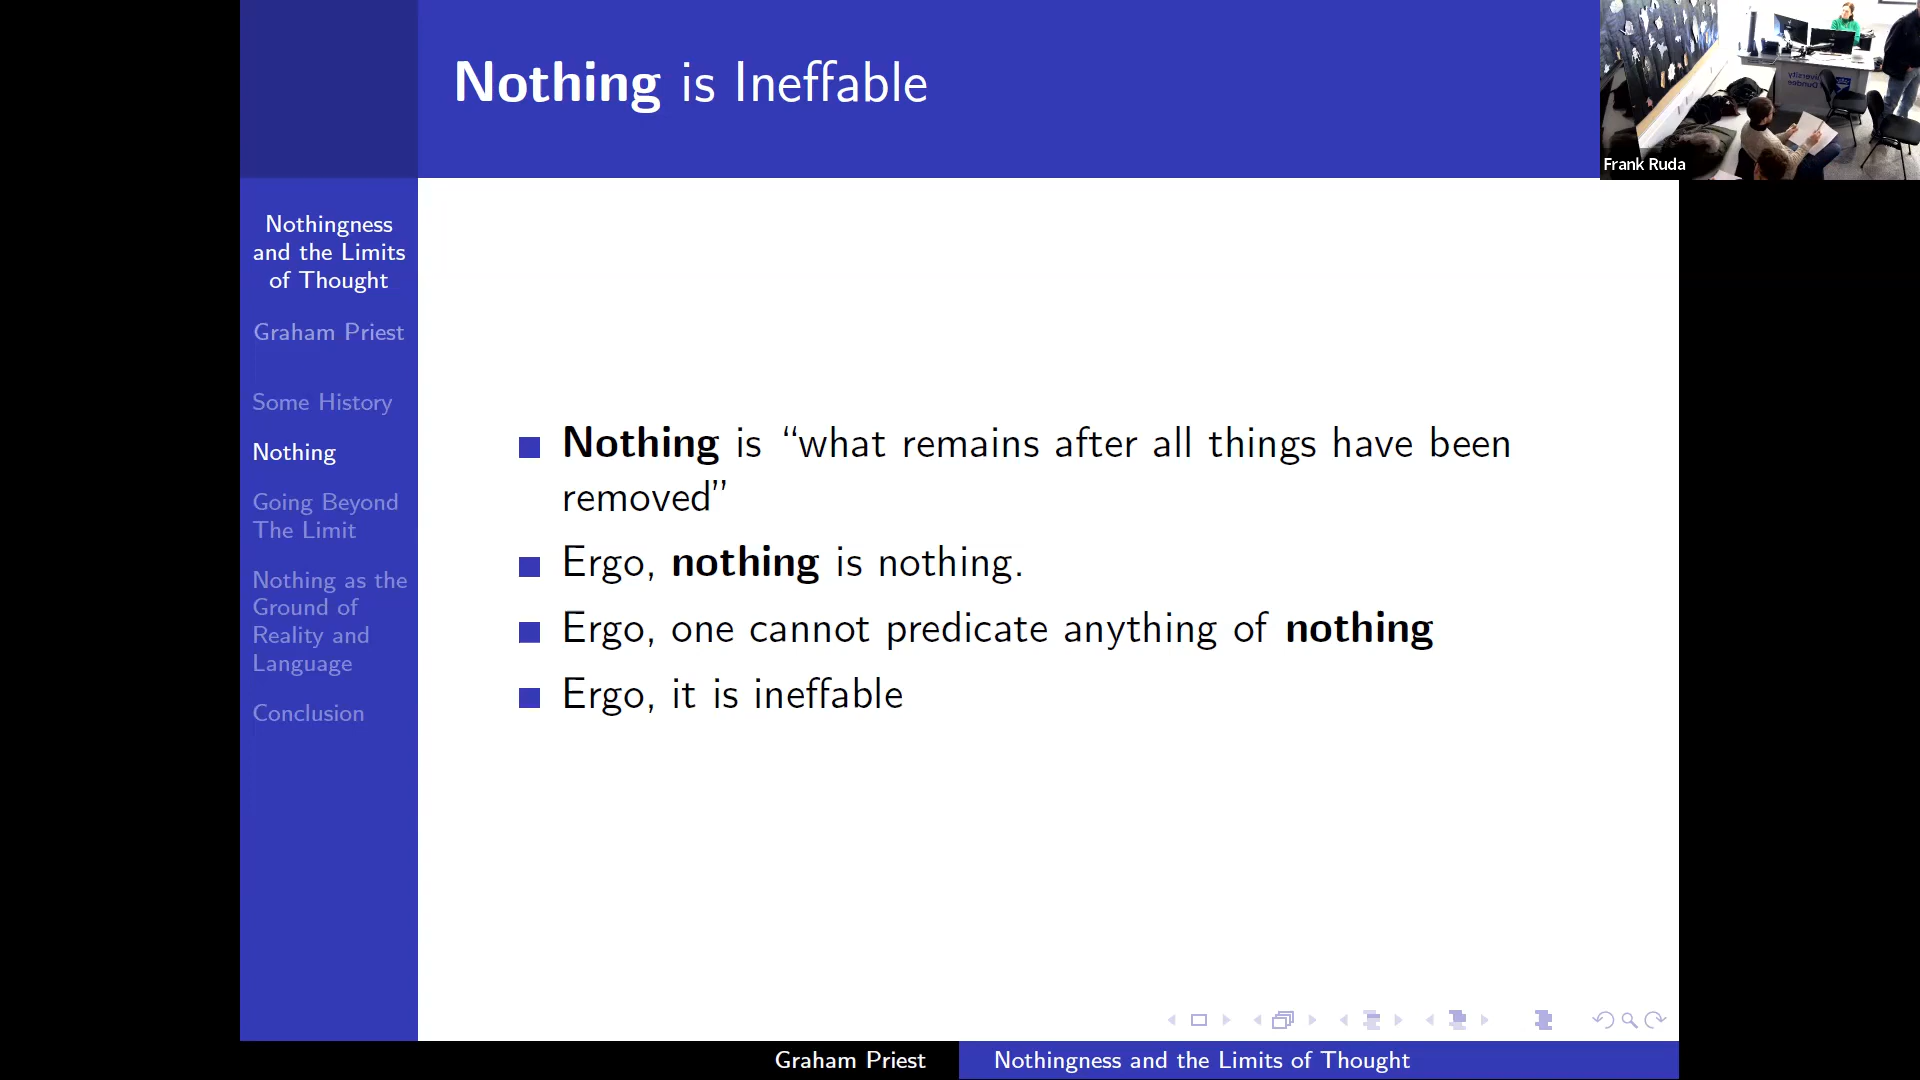 Nothing is Ineffable
Frank Ruda
Nothingness
and the Limits
of Thought
Graham Priest
Some History
Nothing
Going Beyond
The Limit
Nothing as the
Ground of
Reality and
Language
Conclusion
Nothing is “what remains after all things have been
removed”
Ergo, nothing is nothing.
Ergo, one cannot predicate anything of nothing
Ergo, it is ineffable
Graham Priest
Nothingness and the Limits of Thought